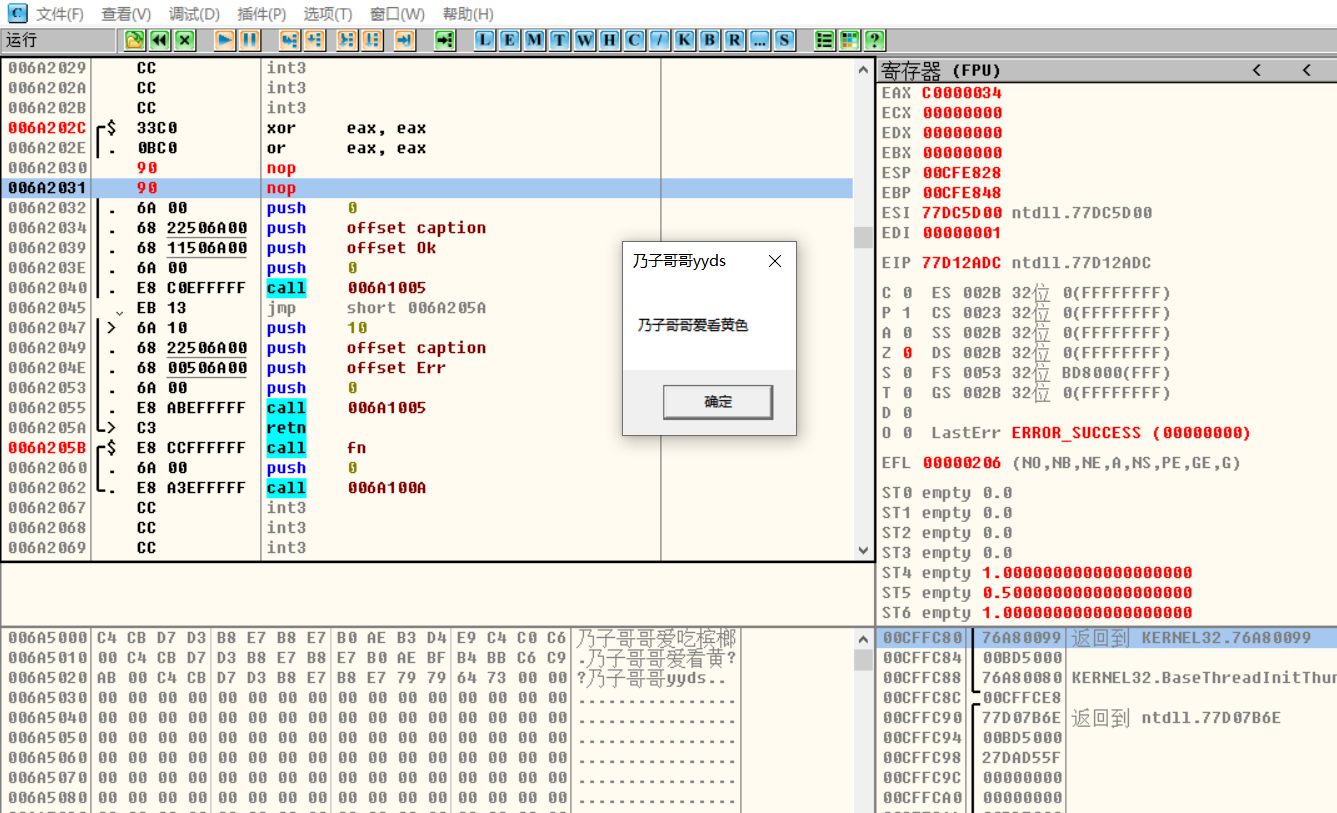 C 文件(F) 查看(V) 调试(D) 插件(P) 选项(T) 窗口(W) 帮助(H)
运行 L E M T W H C / K B R ... S ?
006A2029 CC int3
006A202A CC int3
006A202B CC int3
006A202C $ 33C0 xor eax, eax
006A202E . 0BC0 or eax, eax
006A2030 90 nop
006A2031 90 nop
006A2032 . 6A 00 push 0
006A2034 . 68 22506A00 push offset caption
006A2039 . 68 11506A00 push offset Ok
006A203E . 6A 00 push 0
006A2040 . E8 C0EFFFFF call 006A1005
006A2045 EB 13 jmp short 006A205A
006A2047 > 6A 10 push 10
006A2049 . 68 22506A00 push offset caption
006A204E . 68 00506A00 push offset Err
006A2053 . 6A 00 push 0
006A2055 . E8 ABEFFFFF call 006A1005
006A205A > C3 retn
006A205B $ E8 CCFFFFFF call fn
006A2060 . 6A 00 push 0
006A2062 . E8 A3EFFFFF call 006A100A
006A2067 CC int3
006A2068 CC int3
006A2069 CC int3
乃子哥哥yyds
乃子哥哥爱看黄色
确定
寄存器 (FPU) < <
EAX C0000034
ECX 00000000
EDX 00000000
EBX 00000000
ESP 00CFE828
EBP 00CFE848
ESI 77DC5D00 ntdll.77DC5D00
EDI 00000001
EIP 77D12ADC ntdll.77D12ADC
C 0 ES 002B 32位 0(FFFFFFFF)
P 1 CS 0023 32位 0(FFFFFFFF)
A 0 SS 002B 32位 0(FFFFFFFF)
Z 0 DS 002B 32位 0(FFFFFFFF)
S 0 FS 0053 32位 BD8000(FFF)
T 0 GS 002B 32位 0(FFFFFFFF)
D 0
O 0 LastErr ERROR_SUCCESS (00000000)
EFL 00000206 (NO,NB,NE,A,NS,PE,GE,G)
ST0 empty 0.0
ST1 empty 0.0
ST2 empty 0.0
ST3 empty 0.0
ST4 empty 1.0000000000000000000
ST5 empty 0.5000000000000000000
ST6 empty 1.0000000000000000000
006A5000 C4 CB D7 D3 B8 E7 B8 E7 B0 AE B3 D4 E9 C4 C0 C6 乃子哥哥爱吃槟榔
006A5010 00 C4 CB D7 D3 B8 E7 B8 E7 B0 AE BF B4 BB C6 C9 .乃子哥哥爱看黄?
006A5020 AB 00 C4 CB D7 D3 B8 E7 B8 E7 79 79 64 73 00 00 ?乃子哥哥yyds..
006A5030 00 00 00 00 00 00 00 00 00 00 00 00 00 00 00 00 ................
006A5040 00 00 00 00 00 00 00 00 00 00 00 00 00 00 00 00 ................
006A5050 00 00 00 00 00 00 00 00 00 00 00 00 00 00 00 00 ................
006A5060 00 00 00 00 00 00 00 00 00 00 00 00 00 00 00 00 ................
006A5070 00 00 00 00 00 00 00 00 00 00 00 00 00 00 00 00 ................
006A5080 00 00 00 00 00 00 00 00 00 00 00 00 00 00 00 00 ................
00CFFC80 76A80099 返回到 KERNEL32.76A80099
00CFFC84 00BD5000
00CFFC88 76A80080 KERNEL32.BaseThreadInitThur
00CFFC8C 00CFFCE8
00CFFC90 77D07B6E 返回到 ntdll.77D07B6E
00CFFC94 00BD5000
00CFFC98 27DAD55F
00CFFC9C 00000000
00CFFCA0 00000000